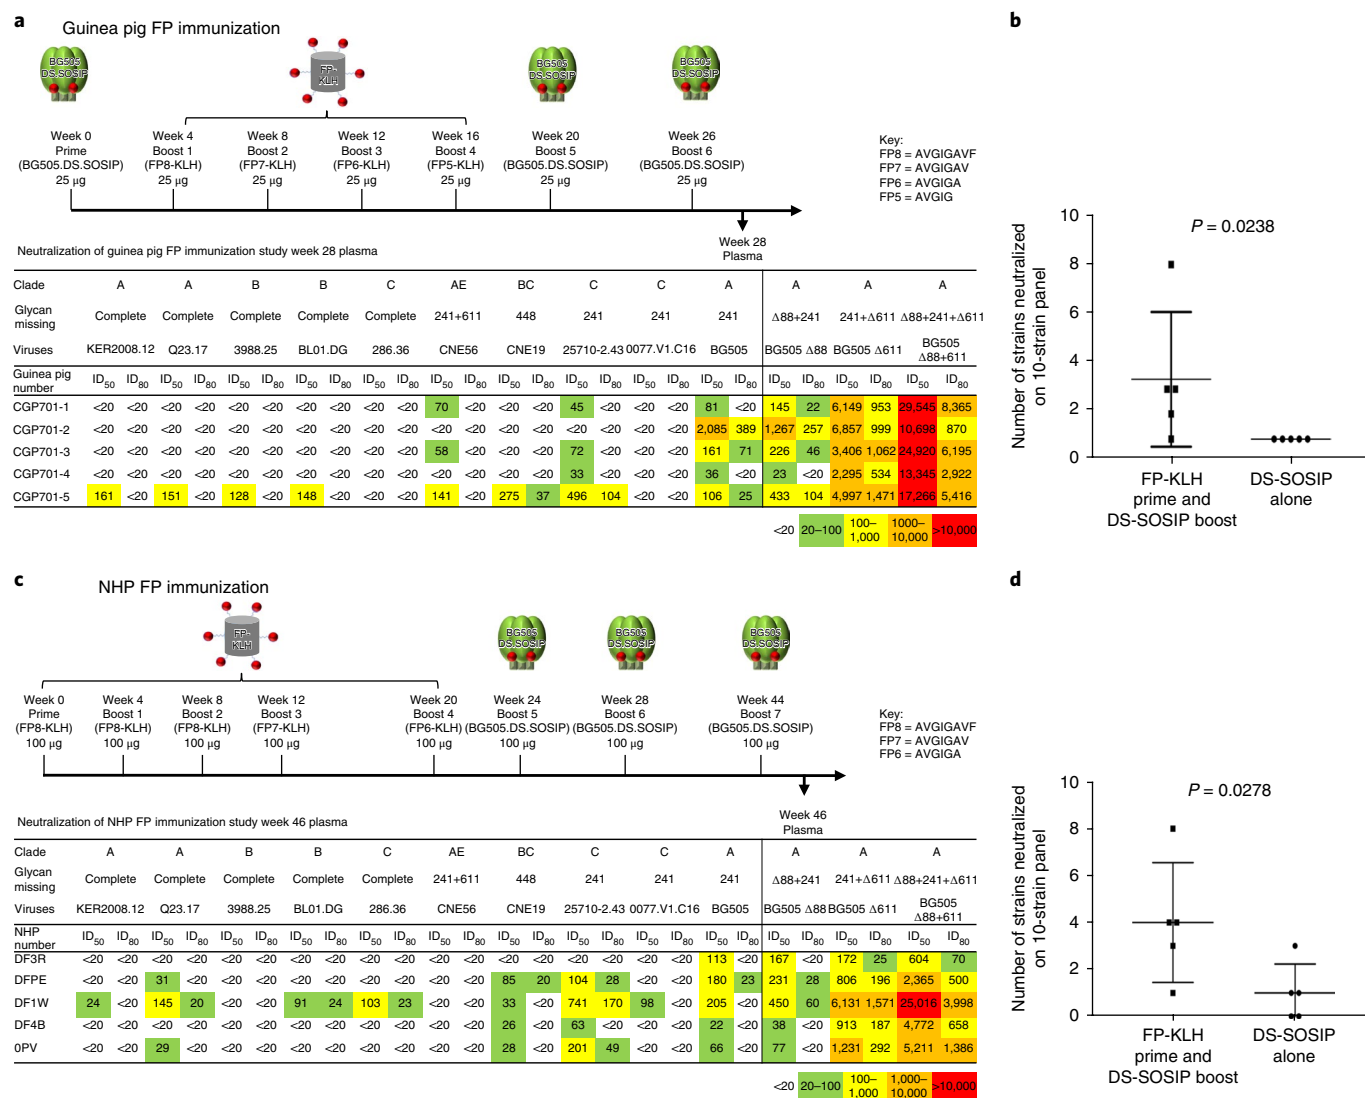 a
Guinea pig FP immunization
BG505 DS.SOSIP
FP-KLH
BG505 DS.SOSIP
BG505 DS.SOSIP
Week 0 Prime (BG505.DS.SOSIP) 25 µg
Week 4 Boost 1 (FP8-KLH) 25 µg
Week 8 Boost 2 (FP7-KLH) 25 µg
Week 12 Boost 3 (FP6-KLH) 25 µg
Week 16 Boost 4 (FP5-KLH) 25 µg
Week 20 Boost 5 (BG505.DS.SOSIP) 25 µg
Week 26 Boost 6 (BG505.DS.SOSIP) 25 µg
Key:
FP8 = AVGIGAVF
FP7 = AVGIGAV
FP6 = AVGIGA
FP5 = AVGIG
Week 28 Plasma
Neutralization of guinea pig FP immunization study week 28 plasma
Clade A A B B C AE BC C C A A A A
Glycan missing Complete Complete Complete Complete Complete 241+611 448 241 241 241 Δ88+241 241+Δ611 Δ88+241+Δ611
Viruses KER2008.12 Q23.17 3988.25 BL01.DG 286.36 CNE56 CNE19 25710-2.43 0077.V1.C16 BG505 BG505 Δ88 BG505 Δ611 BG505 Δ88+611
Guinea pig number ID50 ID80 ID50 ID80 ID50 ID80 ID50 ID80 ID50 ID80 ID50 ID80 ID50 ID80 ID50 ID80 ID50 ID80 ID50 ID80 ID50 ID80 ID50 ID80 ID50 ID80
CGP701-1 <20 <20 <20 <20 <20 <20 <20 <20 <20 <20 70 <20 <20 <20 45 <20 <20 <20 81 <20 145 22 6,149 953 29,545 8,365
CGP701-2 <20 <20 <20 <20 <20 <20 <20 <20 <20 <20 <20 <20 <20 <20 <20 <20 <20 <20 2,085 389 1,267 257 6,857 999 10,698 870
CGP701-3 <20 <20 <20 <20 <20 <20 <20 <20 <20 <20 58 <20 <20 <20 72 <20 <20 <20 161 71 226 46 3,406 1,062 24,920 6,195
CGP701-4 <20 <20 <20 <20 <20 <20 <20 <20 <20 <20 <20 <20 <20 <20 33 <20 <20 <20 36 <20 23 <20 2,295 534 13,345 2,922
CGP701-5 161 <20 151 <20 128 <20 148 <20 <20 <20 141 <20 275 37 496 104 <20 <20 106 25 433 104 4,997 1,471 17,266 5,416
<20 20–100 100–1,000 1000–10,000 >10,000
b
P = 0.0238
Number of strains neutralized on 10-strain panel
10
8
6
4
2
0
FP-KLH prime and DS-SOSIP boost
DS-SOSIP alone
c
NHP FP immunization
FP-KLH
BG505 DS.SOSIP
BG505 DS.SOSIP
BG505 DS.SOSIP
Week 0 Prime (FP8-KLH) 100 µg
Week 4 Boost 1 (FP8-KLH) 100 µg
Week 8 Boost 2 (FP8-KLH) 100 µg
Week 12 Boost 3 (FP7-KLH) 100 µg
Week 20 Boost 4 (FP6-KLH) 100 µg
Week 24 Boost 5 (BG505.DS.SOSIP) 100 µg
Week 28 Boost 6 (BG505.DS.SOSIP) 100 µg
Week 44 Boost 7 (BG505.DS.SOSIP) 100 µg
Key:
FP8 = AVGIGAVF
FP7 = AVGIGAV
FP6 = AVGIGA
Week 46 Plasma
Neutralization of NHP FP immunization study week 46 plasma
Clade A A B B C AE BC C C A A A A
Glycan missing Complete Complete Complete Complete Complete 241+611 448 241 241 241 Δ88+241 241+Δ611 Δ88+241+Δ611
Viruses KER2008.12 Q23.17 3988.25 BL01.DG 286.36 CNE56 CNE19 25710-2.43 0077.V1.C16 BG505 BG505 Δ88 BG505 Δ611 BG505 Δ88+611
NHP number ID50 ID80 ID50 ID80 ID50 ID80 ID50 ID80 ID50 ID80 ID50 ID80 ID50 ID80 ID50 ID80 ID50 ID80 ID50 ID80 ID50 ID80 ID50 ID80 ID50 ID80
DF3R <20 <20 <20 <20 <20 <20 <20 <20 <20 <20 <20 <20 <20 <20 <20 <20 <20 <20 113 <20 167 <20 172 25 604 70
DFPE <20 <20 31 <20 <20 <20 <20 <20 <20 <20 <20 <20 85 20 104 28 <20 <20 180 23 231 28 806 196 2,365 500
DF1W 24 <20 145 20 <20 <20 91 24 103 23 <20 <20 33 <20 741 170 98 <20 205 <20 450 60 6,131 1,571 25,016 3,998
DF4B <20 <20 <20 <20 <20 <20 <20 <20 <20 <20 <20 <20 26 <20 63 <20 <20 <20 22 <20 38 <20 913 187 4,772 658
0PV <20 <20 29 <20 <20 <20 <20 <20 <20 <20 <20 <20 28 <20 201 49 <20 <20 66 <20 77 <20 1,231 292 5,211 1,386
<20 20–100 100–1,000 1,000–10,000 >10,000
d
P = 0.0278
Number of strains neutralized on 10-strain panel
10
8
6
4
2
0
FP-KLH prime and DS-SOSIP boost
DS-SOSIP alone